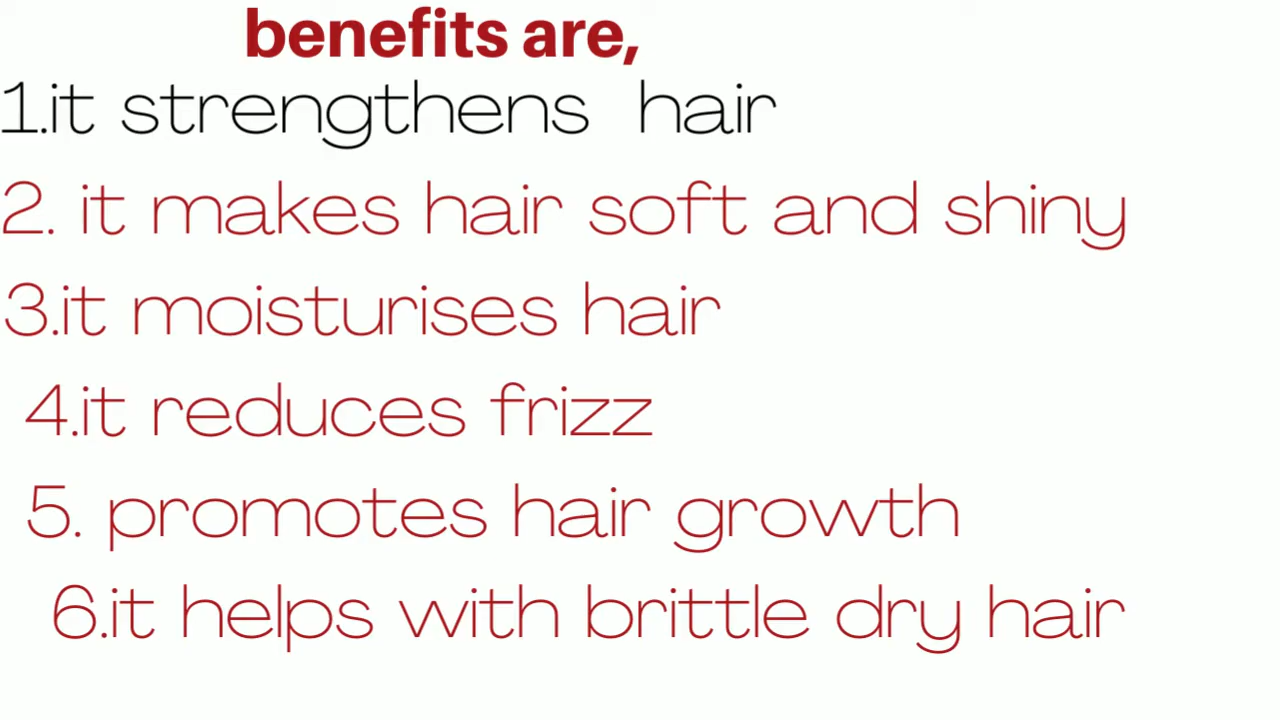 benefits are,
1.it strengthens hair
2. it makes hair soft and shiny
3.it moisturises hair
4.it reduces frizz
5. promotes hair growth
6.it helps with brittle dry hair